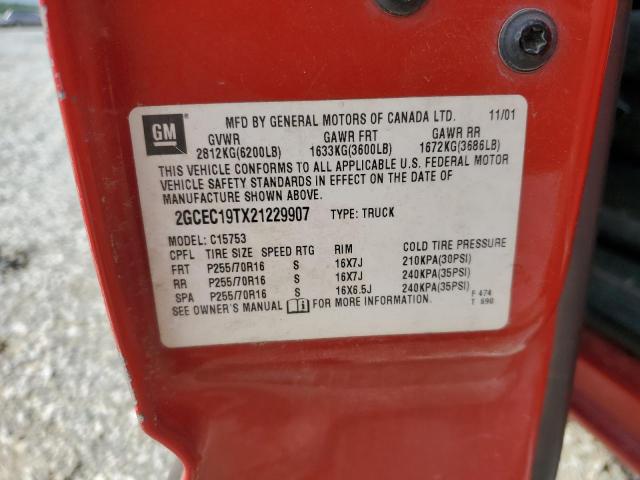 GM MFD BY GENERAL MOTORS OF CANADA LTD. 11/01
GVWR GAWR FRT GAWR RR
2812KG(6200LB) 1633KG(3600LB) 1672KG(3686LB)
THIS VEHICLE CONFORMS TO ALL APPLICABLE U.S. FEDERAL MOTOR
VEHICLE SAFETY STANDARDS IN EFFECT ON THE DATE OF
MANUFACTURE SHOWN ABOVE.
2GCEC19TX21229907 TYPE: TRUCK
MODEL: C15753
CPFL TIRE SIZE SPEED RTG RIM COLD TIRE PRESSURE
FRT P255/70R16 S 16X7J 210KPA(30PSI)
RR P255/70R16 S 16X7J 240KPA(35PSI)
SPA P255/70R16 S 16X6.5J 240KPA(35PSI)
SEE OWNER'S MANUAL FOR MORE INFORMATION.
F 474
T 890